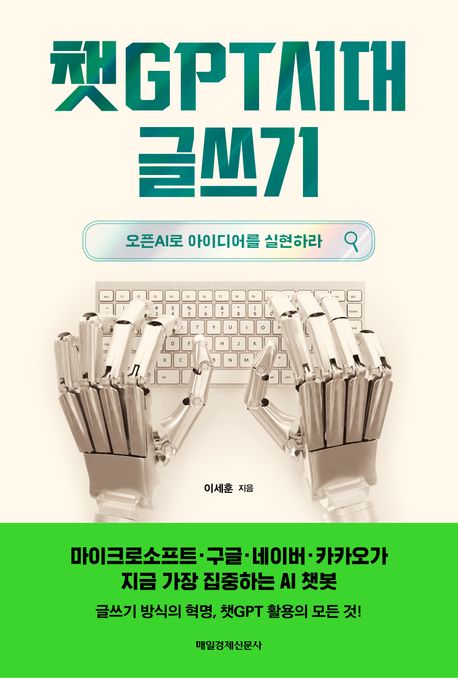 챗GPT시대
글쓰기
오픈AI로 아이디어를 실현하라
이세훈 지음
마이크로소프트·구글·네이버·카카오가
지금 가장 집중하는 AI 챗봇
글쓰기 방식의 혁명, 챗GPT 활용의 모든 것!
매일경제신문사